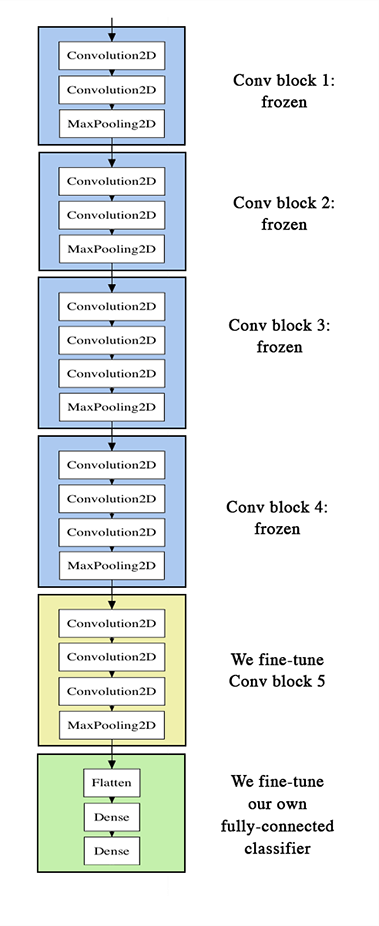 Convolution2D
Convolution2D
MaxPooling2D
Conv block 1:
frozen
Convolution2D
Convolution2D
MaxPooling2D
Conv block 2:
frozen
Convolution2D
Convolution2D
Convolution2D
MaxPooling2D
Conv block 3:
frozen
Convolution2D
Convolution2D
Convolution2D
MaxPooling2D
Conv block 4:
frozen
Convolution2D
Convolution2D
Convolution2D
MaxPooling2D
We fine-tune
Conv block 5
Flatten
Dense
Dense
We fine-tune
our own
fully-connected
classifier